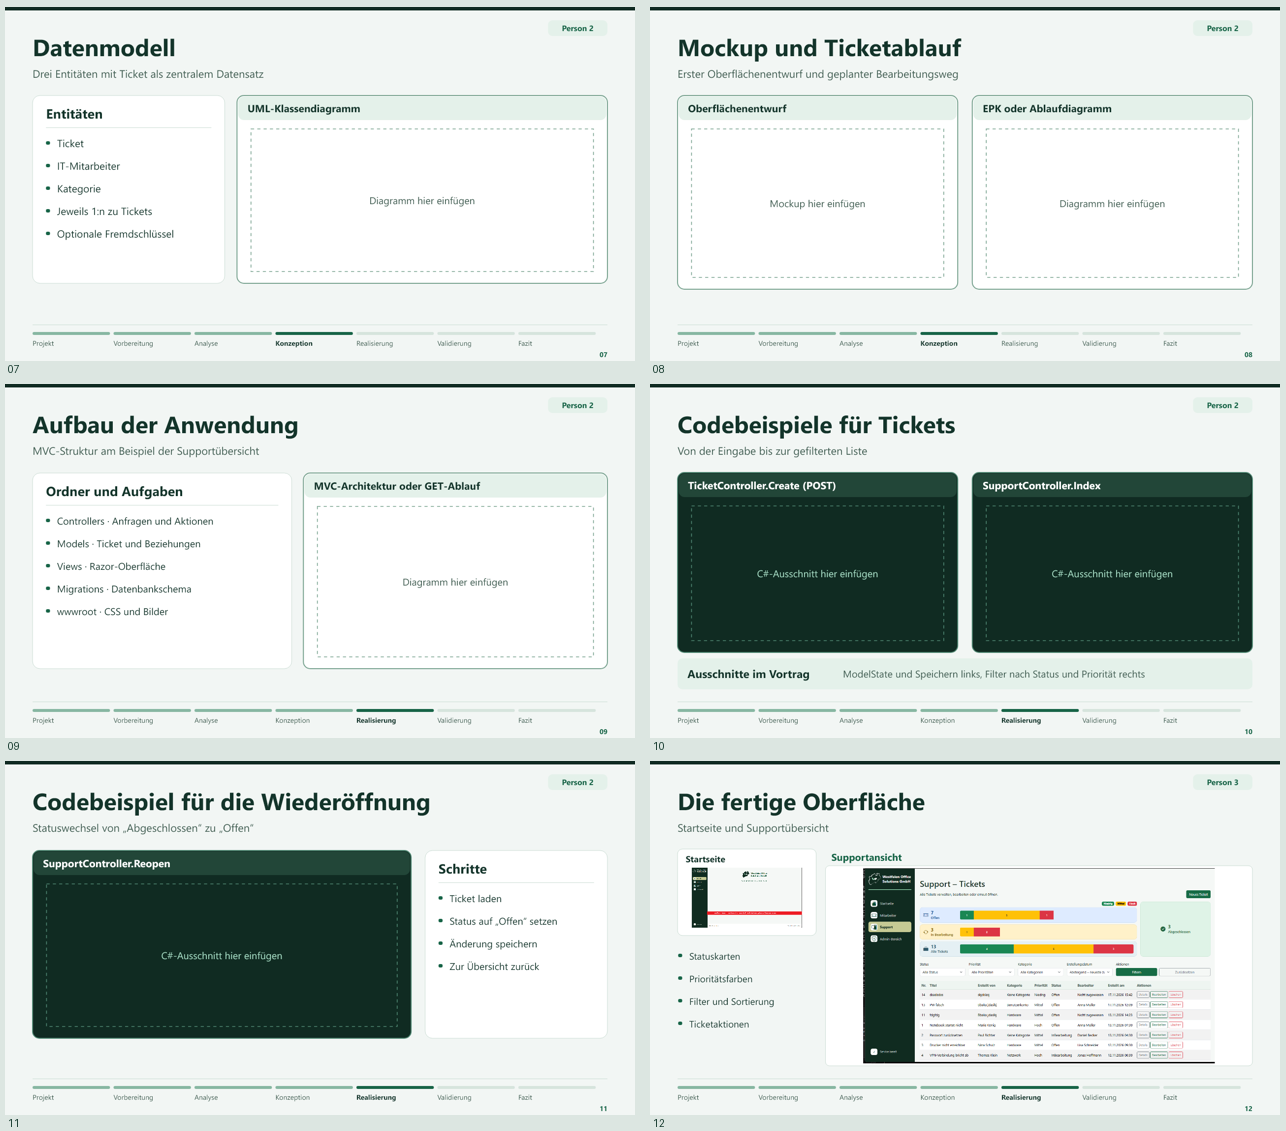 Person 2
Datenmodell
Drei Entitäten mit Ticket als zentralem Datensatz
Entitäten
Ticket
IT-Mitarbeiter
Kategorie
Jeweils 1:n zu Tickets
Optionale Fremdschlüssel
UML-Klassendiagramm
Diagramm hier einfügen
Projekt Vorbereitung Analyse Konzeption Realisierung Validierung Fazit
07
07
Person 2
Mockup und Ticketablauf
Erster Oberflächenentwurf und geplanter Bearbeitungsweg
Oberflächenentwurf
Mockup hier einfügen
EPK oder Ablaufdiagramm
Diagramm hier einfügen
Projekt Vorbereitung Analyse Konzeption Realisierung Validierung Fazit
08
08
Person 2
Aufbau der Anwendung
MVC-Struktur am Beispiel der Supportübersicht
Ordner und Aufgaben
Controllers · Anfragen und Aktionen
Models · Ticket und Beziehungen
Views · Razor-Oberfläche
Migrations · Datenbankschema
wwwroot · CSS und Bilder
MVC-Architektur oder GET-Ablauf
Diagramm hier einfügen
Projekt Vorbereitung Analyse Konzeption Realisierung Validierung Fazit
09
09
Person 2
Codebeispiele für Tickets
Von der Eingabe bis zur gefilterten Liste
TicketController.Create (POST)
C#-Ausschnitt hier einfügen
SupportController.Index
C#-Ausschnitt hier einfügen
Ausschnitte im Vortrag ModelState und Speichern links, Filter nach Status und Priorität rechts
Projekt Vorbereitung Analyse Konzeption Realisierung Validierung Fazit
10
10
Person 2
Codebeispiel für die Wiederöffnung
Statuswechsel von „Abgeschlossen“ zu „Offen“
SupportController.Reopen
C#-Ausschnitt hier einfügen
Schritte
Ticket laden
Status auf „Offen“ setzen
Änderung speichern
Zur Übersicht zurück
Projekt Vorbereitung Analyse Konzeption Realisierung Validierung Fazit
11
11
Person 3
Die fertige Oberfläche
Startseite und Supportübersicht
Startseite
Statuskarten
Prioritätsfarben
Filter und Sortierung
Ticketaktionen
Supportansicht
Support – Tickets
Startseite
Support
Projekt Vorbereitung Analyse Konzeption Realisierung Validierung Fazit
12
12